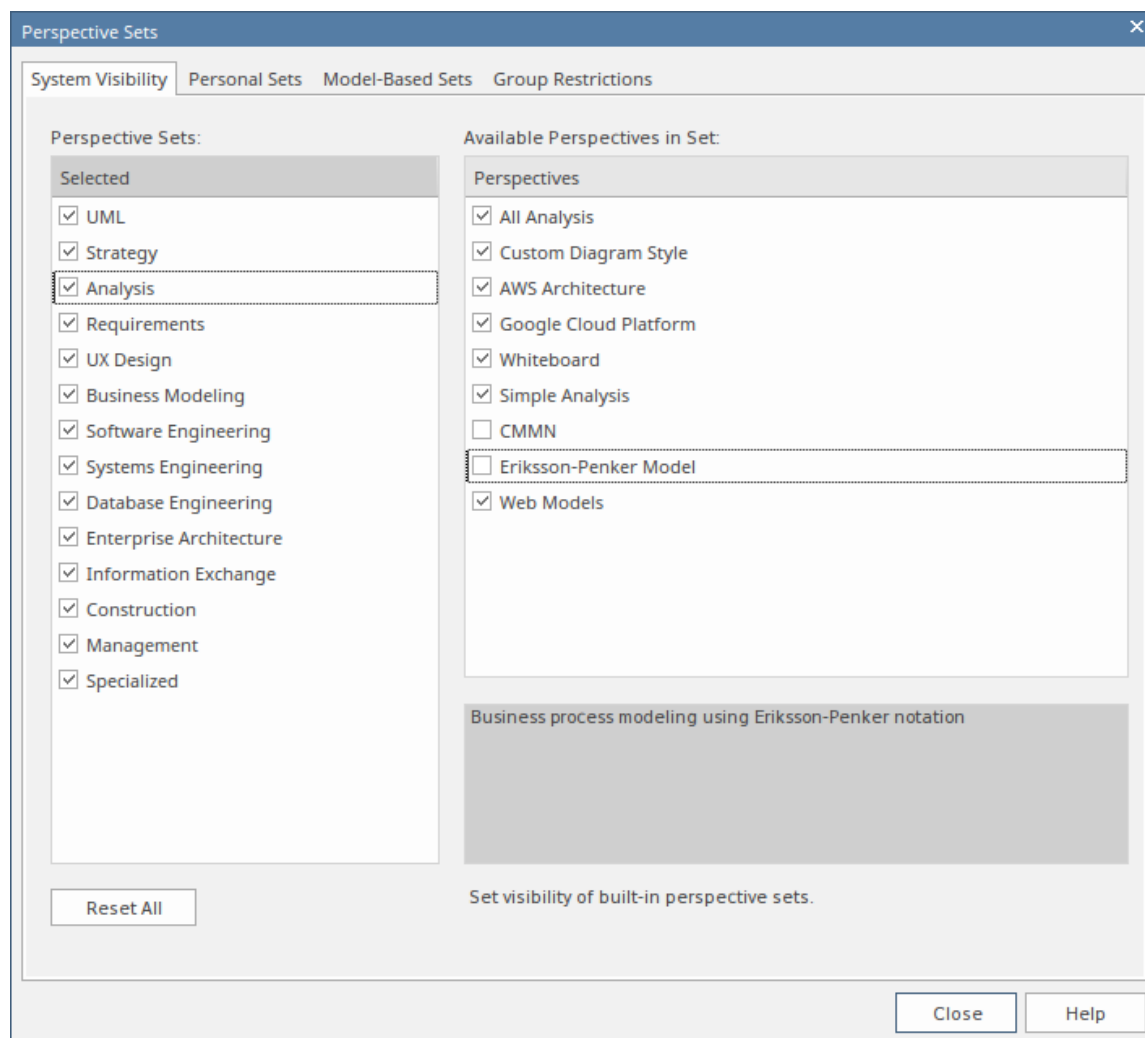 Perspective Sets
System Visibility Personal Sets Model-Based Sets Group Restrictions
Perspective Sets:
Selected
UML
Strategy
Analysis
Requirements
UX Design
Business Modeling
Software Engineering
Systems Engineering
Database Engineering
Enterprise Architecture
Information Exchange
Construction
Management
Specialized
Reset All
Available Perspectives in Set:
Perspectives
All Analysis
Custom Diagram Style
AWS Architecture
Google Cloud Platform
Whiteboard
Simple Analysis
CMMN
Eriksson-Penker Model
Web Models
Business process modeling using Eriksson-Penker notation
Set visibility of built-in perspective sets.
Close Help